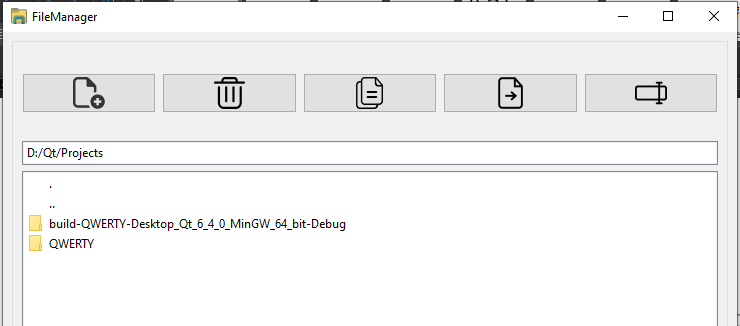 FileManager
D:/Qt/Projects
.
..
build-QWERTY-Desktop_Qt_6_4_0_MinGW_64_bit-Debug
QWERTY